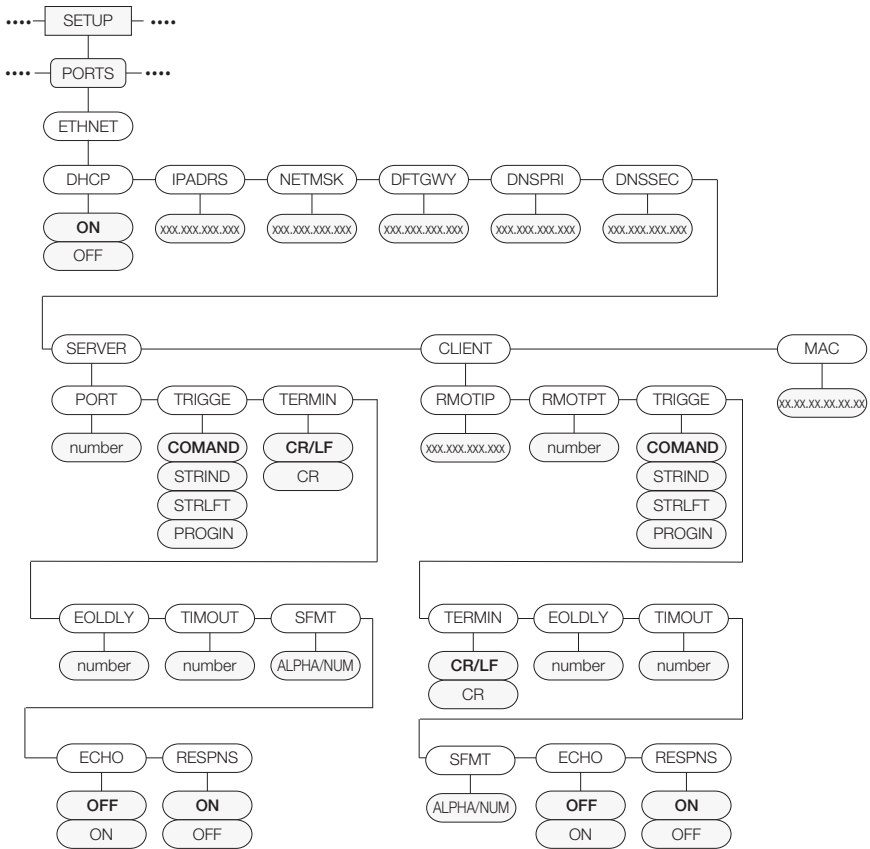 •••• SETUP ••••
•••• PORTS ••••
ETHNET
DHCP IPADRS NETMSK DFTGWY DNSPRI DNSSEC
ON xxx.xxx.xxx.xxx xxx.xxx.xxx.xxx xxx.xxx.xxx.xxx xxx.xxx.xxx.xxx xxx.xxx.xxx.xxx
OFF
SERVER CLIENT MAC
PORT TRIGGE TERMIN RMOTIP RMOTPT TRIGGE xx.xx.xx.xx.xx.xx
number COMAND CR/LF xxx.xxx.xxx.xxx number COMAND
STRIND CR STRIND
STRLFT STRLFT
PROGIN PROGIN
EOLDLY TIMOUT SFMT TERMIN EOLDLY TIMOUT
number number ALPHA/NUM CR/LF number number
CR
ECHO RESPNS SFMT ECHO RESPNS
OFF ON ALPHA/NUM OFF ON
ON OFF ON OFF